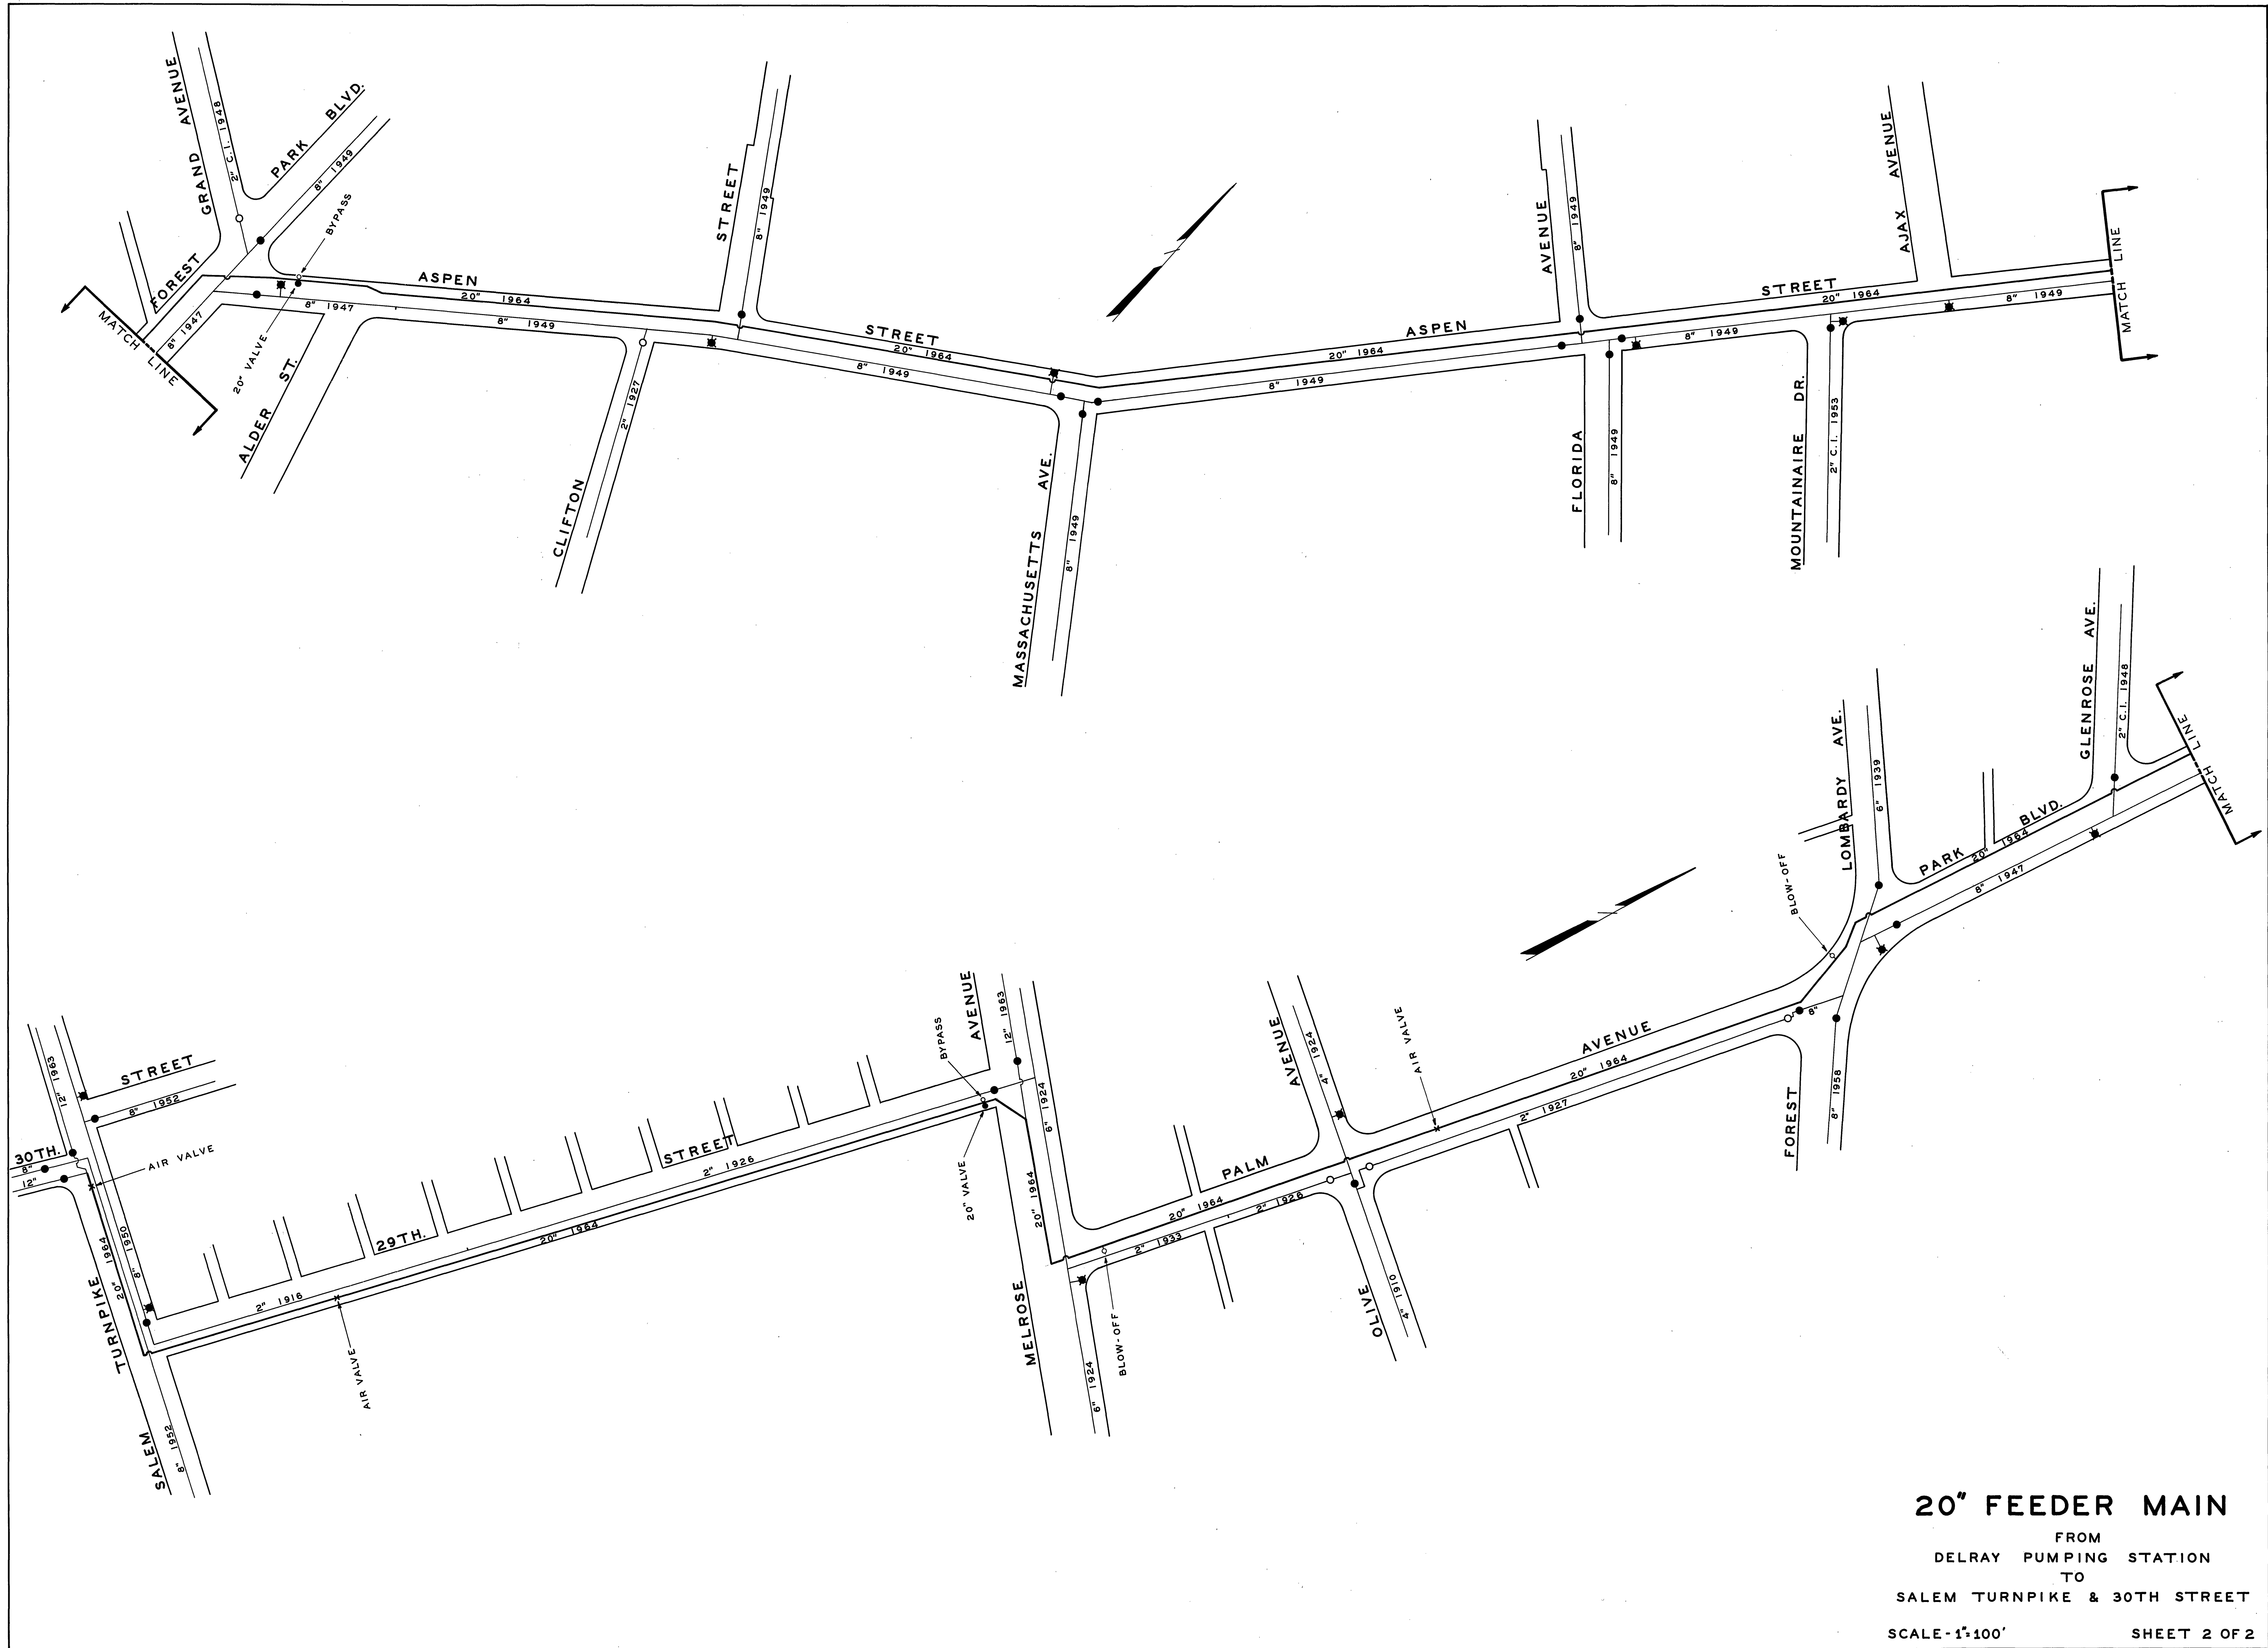 GRAND AVENUE
2" C.I. 1948
PARK BLVD.
8" 1949
BYPASS
FOREST
MATCH LINE
8" 1947
20" VALVE
8" 1947
ALDER ST.
ASPEN
20" 1964
8" 1949
STREET
8" 1949
CLIFTON
2" 1927
STREET
20" 1964
8" 1949
MASSACHUSETTS AVE.
8" 1949
ASPEN
20" 1964
8" 1949
AVENUE
8" 1949
FLORIDA
8" 1949
8" 1949
STREET
20" 1964
AJAX AVENUE
MOUNTAINAIRE DR.
2" C.I. 1953
8" 1949
MATCH LINE
GLENROSE AVE.
2" C.I. 1948
MATCH LINE
LOMBARDY AVE.
6" 1939
PARK BLVD.
20" 1964
8" 1947
BLOW-OFF
8"
FOREST
8" 1958
AVENUE
20" 1964
2" 1927
AIR VALVE
AVENUE
4" 1924
OLIVE
4" 1910
PALM
20" 1964
2" 1926
2" 1933
BLOW-OFF
AVENUE
12" 1963
6" 1924
20" 1964
MELROSE
6" 1924
BYPASS
20" VALVE
STREET
2" 1926
20" 1964
29TH.
2" 1916
AIR VALVE
STREET
8" 1952
12" 1963
30TH.
8"
12"
AIR VALVE
8" 1950
20" 1964
SALEM TURNPIKE
8" 1952
20" FEEDER MAIN
FROM
DELRAY PUMPING STATION
TO
SALEM TURNPIKE & 30TH STREET
SCALE-1"=100' SHEET 2 OF 2